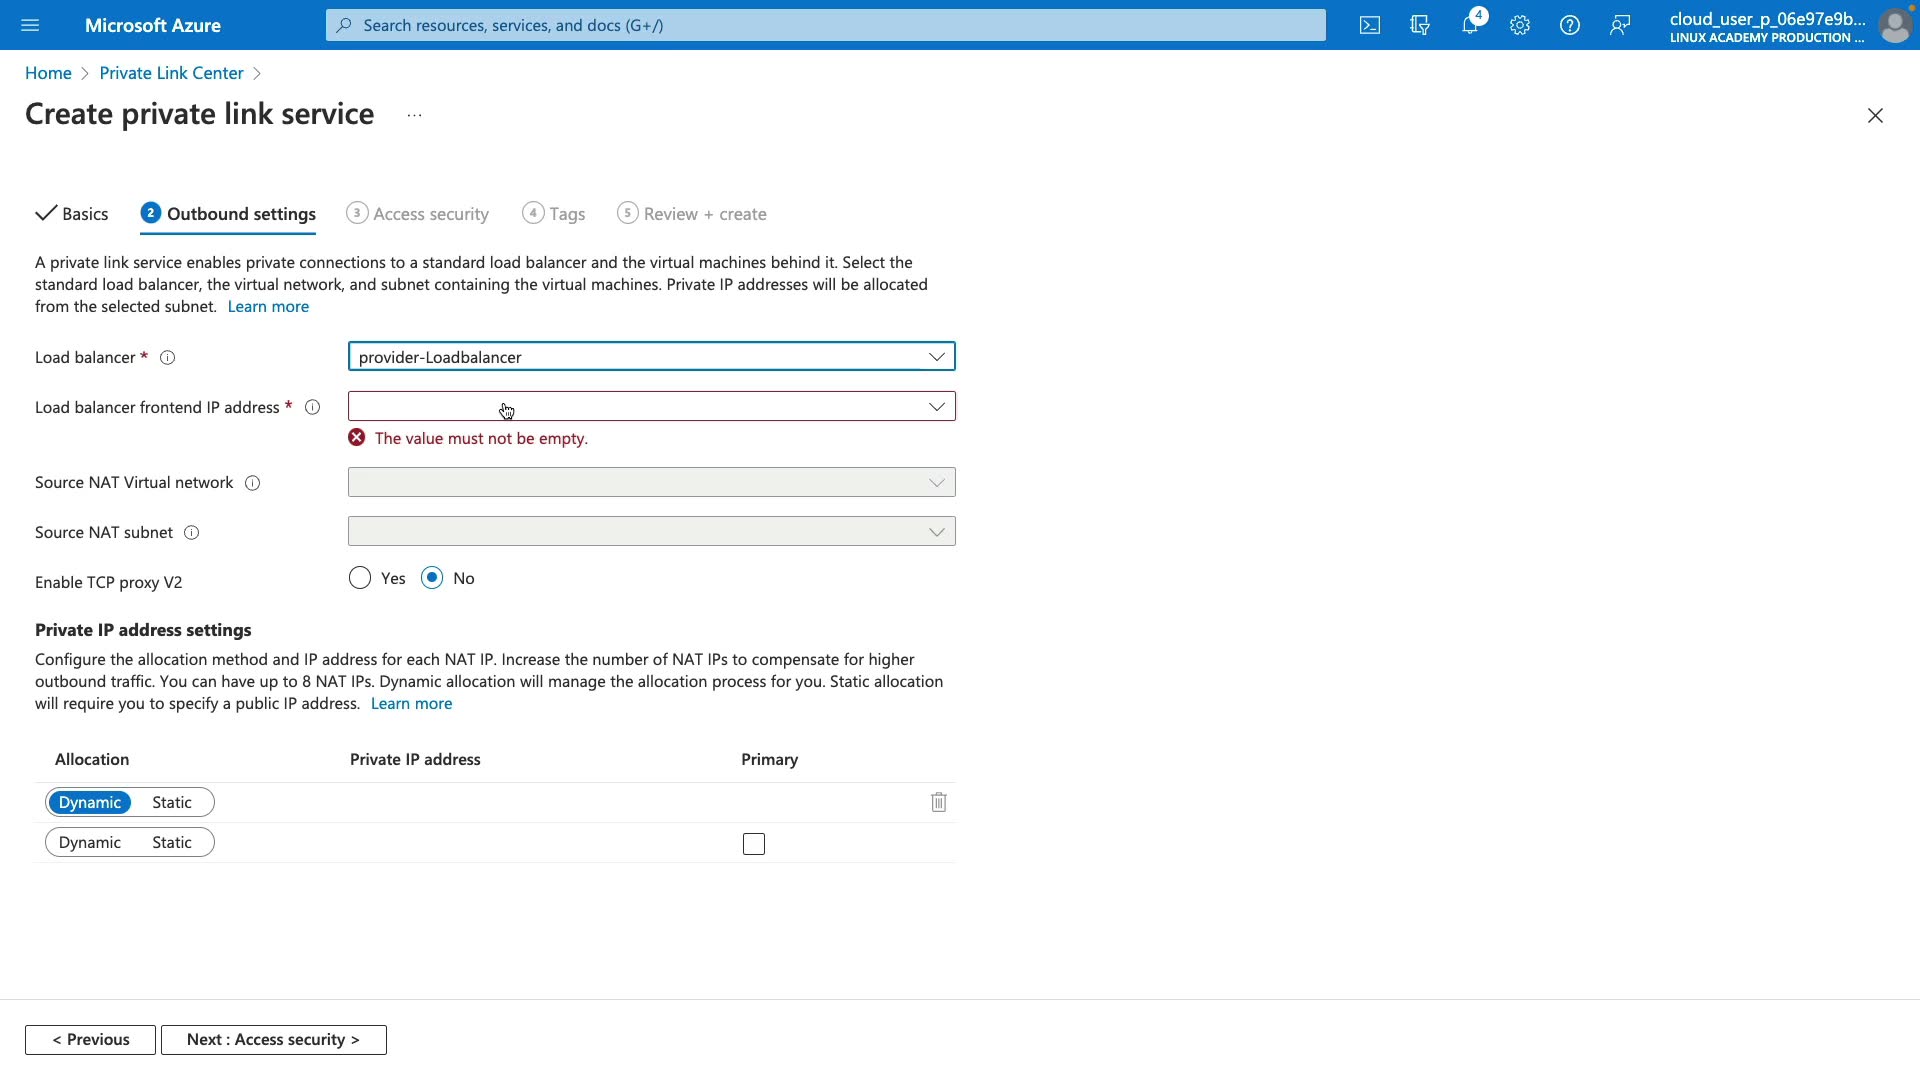 Microsoft Azure
Search resources, services, and docs (G+/)
4
cloud_user_p_06e97e9b...
LINUX ACADEMY PRODUCTION ...
Home > Private Link Center >
Create private link service ...
Basics
2 Outbound settings
3 Access security
4 Tags
5 Review + create
A private link service enables private connections to a standard load balancer and the virtual machines behind it. Select the
standard load balancer, the virtual network, and subnet containing the virtual machines. Private IP addresses will be allocated
from the selected subnet. Learn more
Load balancer * provider-Loadbalancer
Load balancer frontend IP address *
The value must not be empty.
Source NAT Virtual network
Source NAT subnet
Enable TCP proxy V2 Yes No
Private IP address settings
Configure the allocation method and IP address for each NAT IP. Increase the number of NAT IPs to compensate for higher
outbound traffic. You can have up to 8 NAT IPs. Dynamic allocation will manage the allocation process for you. Static allocation
will require you to specify a public IP address. Learn more
Allocation Private IP address Primary
Dynamic Static
Dynamic Static
< Previous Next : Access security >